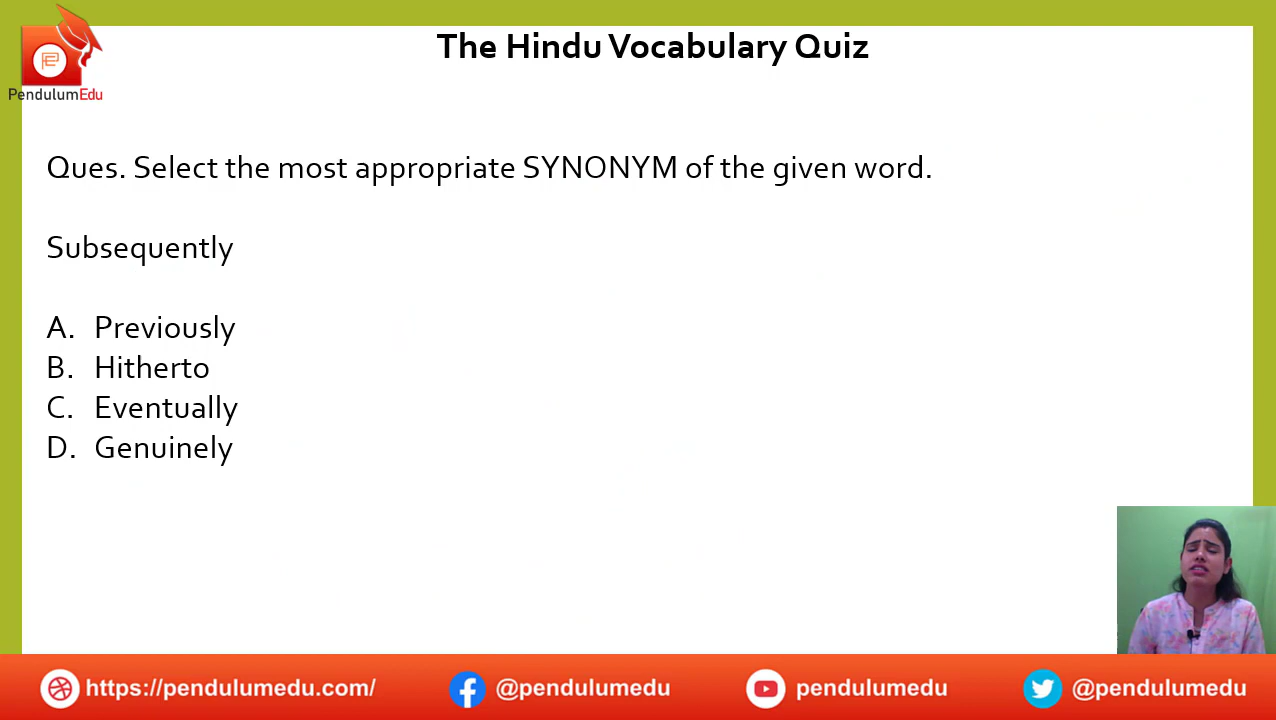 The Hindu Vocabulary Quiz
PendulumEdu
Ques. Select the most appropriate SYNONYM of the given word.
Subsequently
A. Previously
B. Hitherto
C. Eventually
D. Genuinely
https://pendulumedu.com/ @pendulumedu pendulumedu @pendulumedu